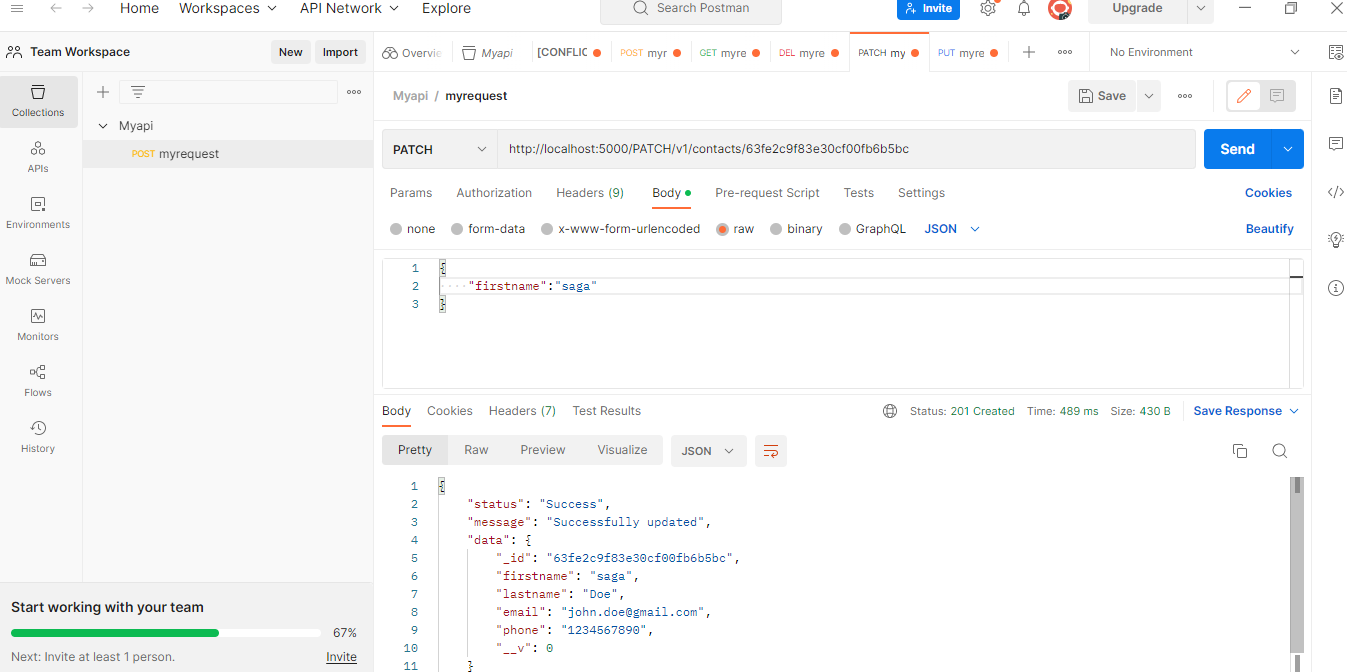 Home Workspaces API Network Explore Search Postman Invite Upgrade
Team Workspace New Import Overvie Myapi [CONFLIC POST myr GET myre DEL myre PATCH my PUT myre No Environment
Collections
APIs
Environments
Mock Servers
Monitors
Flows
History
Myapi
POST myrequest
Start working with your team
67%
Next: Invite at least 1 person. Invite
Myapi / myrequest Save
PATCH http://localhost:5000/PATCH/v1/contacts/63fe2c9f83e30cf00fb6b5bc Send
Params Authorization Headers (9) Body Pre-request Script Tests Settings Cookies
none form-data x-www-form-urlencoded raw binary GraphQL JSON Beautify
1 {
2 "firstname":"saga"
3 }
Body Cookies Headers (7) Test Results Status: 201 Created Time: 489 ms Size: 430 B Save Response
Pretty Raw Preview Visualize JSON
1 {
2 "status": "Success",
3 "message": "Successfully updated",
4 "data": {
5 "_id": "63fe2c9f83e30cf00fb6b5bc",
6 "firstname": "saga",
7 "lastname": "Doe",
8 "email": "john.doe@gmail.com",
9 "phone": "1234567890",
10 "__v": 0
11 }